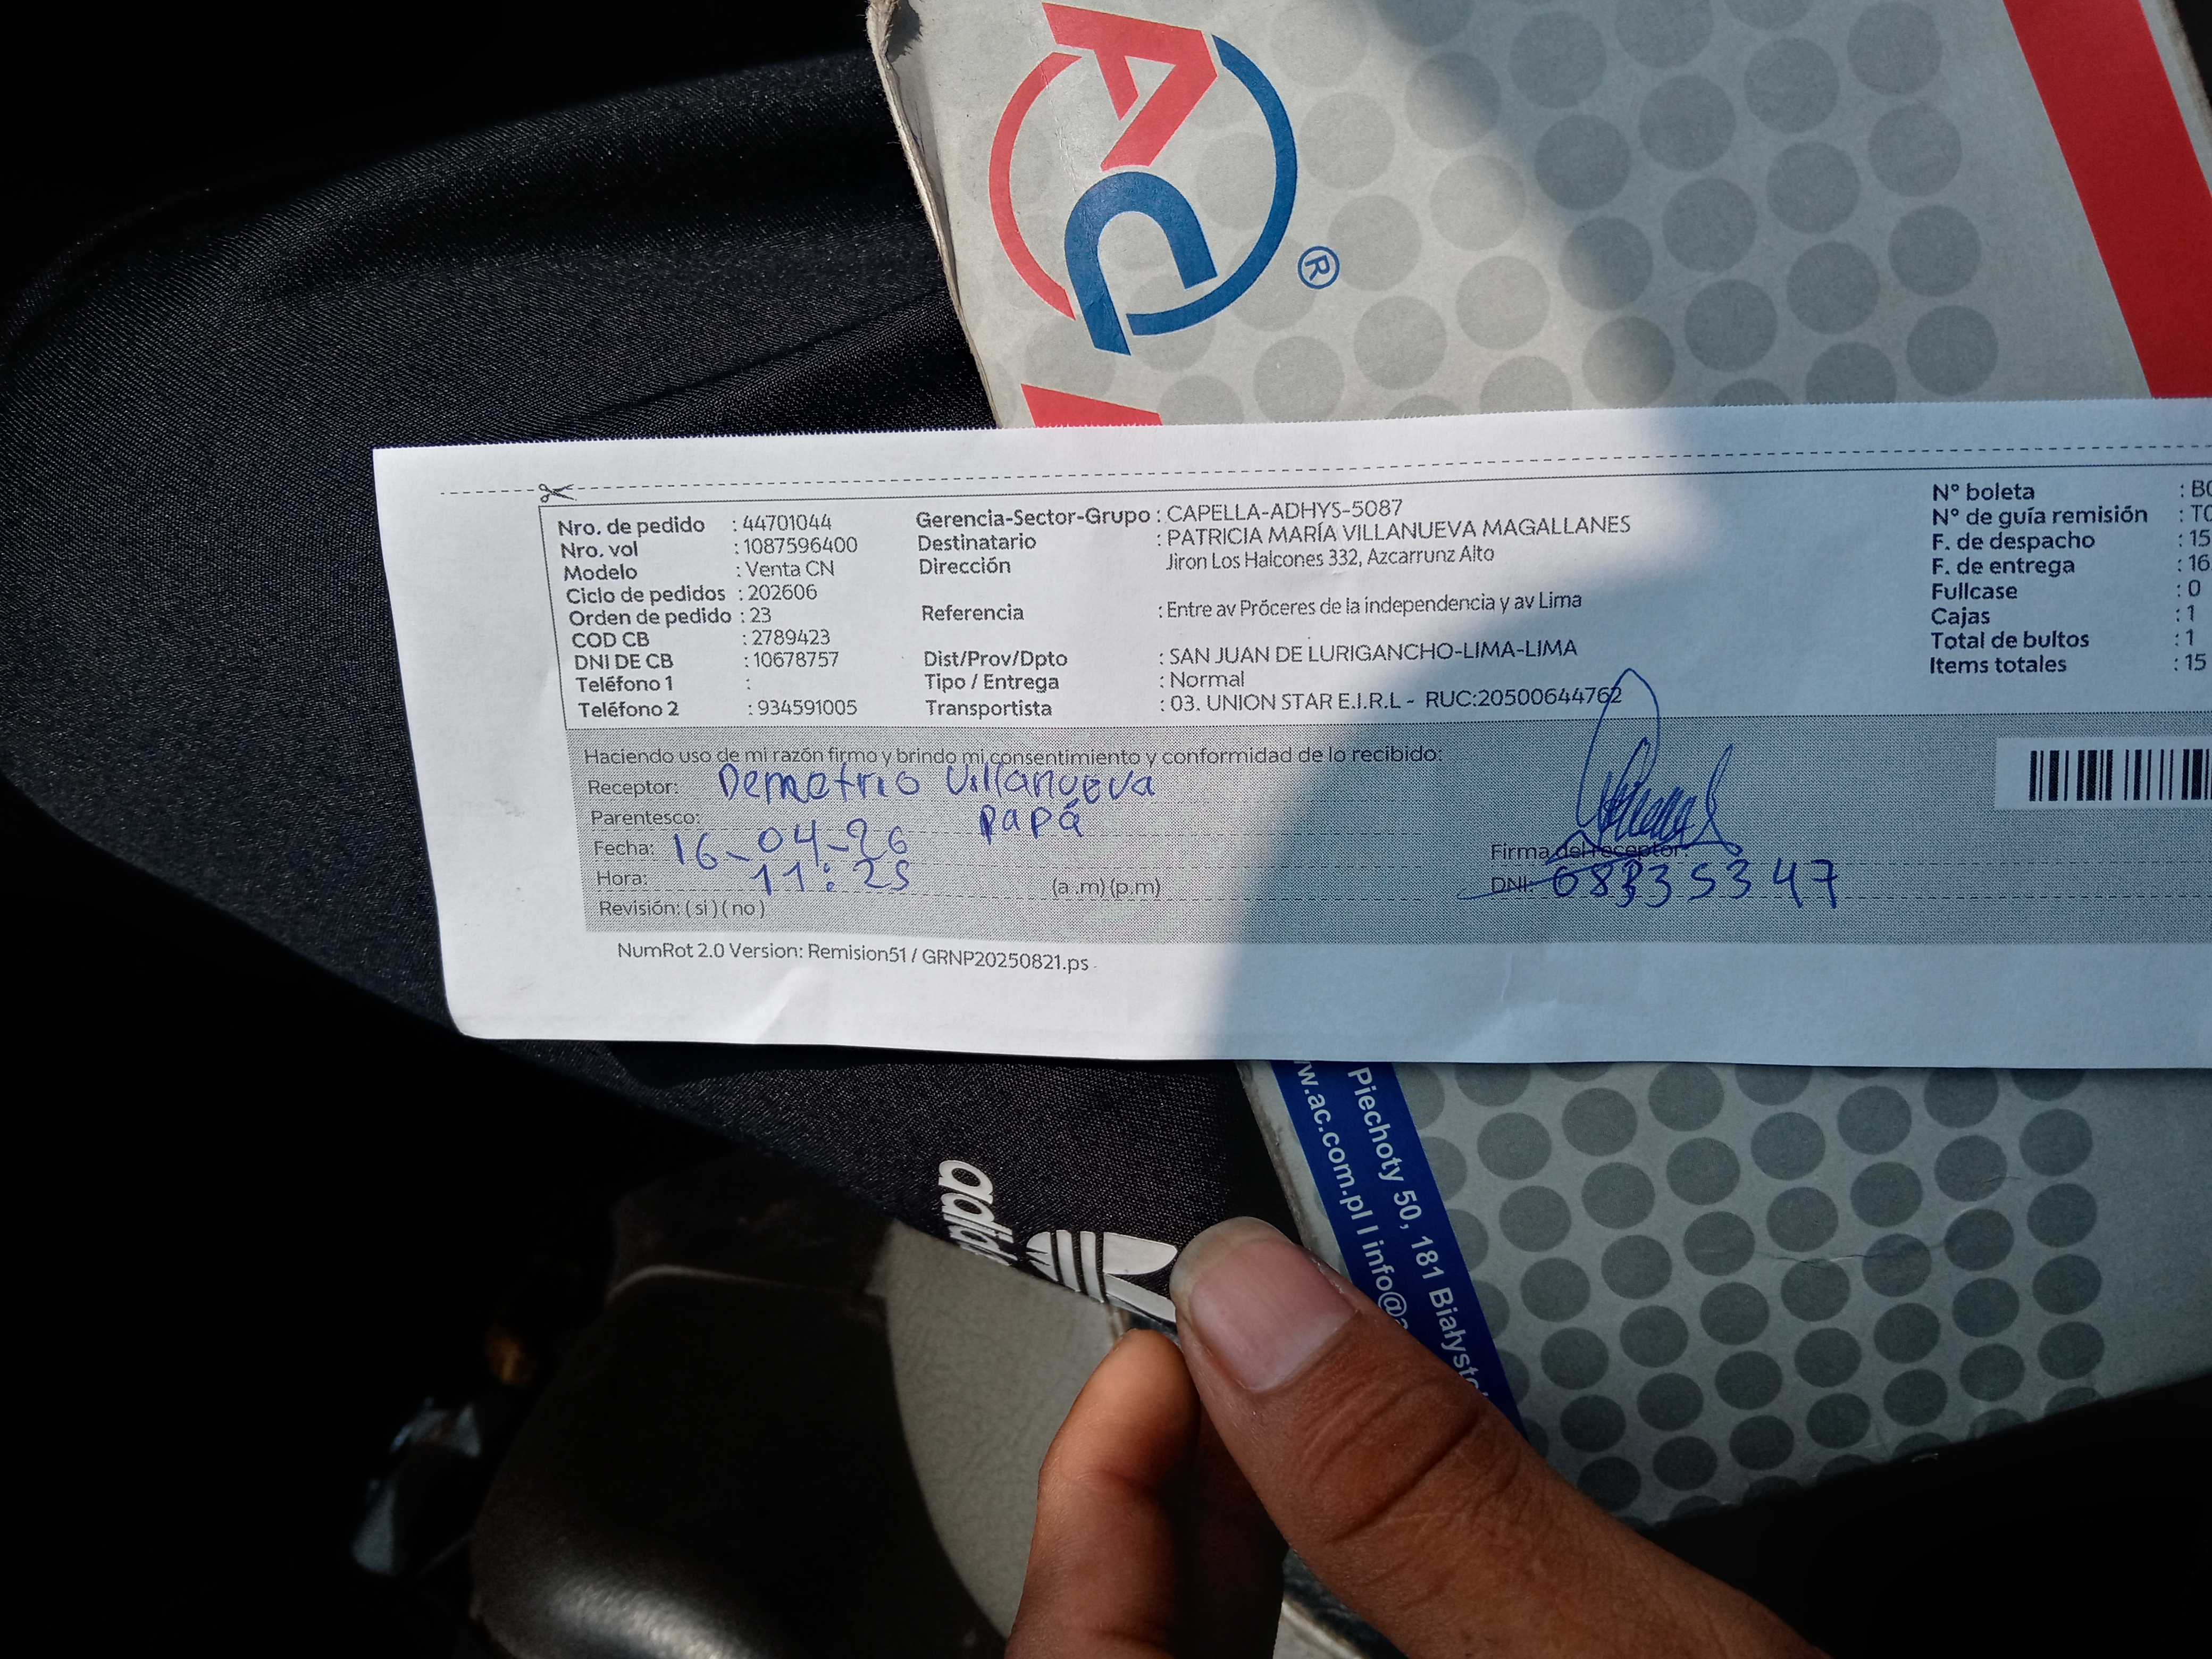 AC
®
Nro. de pedido : 44701044
Nro. vol : 1087596400
Modelo : Venta CN
Ciclo de pedidos : 202606
Orden de pedido : 23
COD CB : 2789423
DNI DE CB : 10678757
Teléfono 1 :
Teléfono 2 : 934591005
Gerencia-Sector-Grupo : CAPELLA-ADHYS-5087
Destinatario : PATRICIA MARÍA VILLANUEVA MAGALLANES
Dirección Jiron Los Halcones 332, Azcarrunz Alto
Referencia : Entre av Próceres de la independencia y av Lima
Dist/Prov/Dpto : SAN JUAN DE LURIGANCHO-LIMA-LIMA
Tipo / Entrega : Normal
Transportista : 03. UNION STAR E.I.R.L - RUC:20500644762
N° boleta : B
N° de guía remisión : T
F. de despacho : 15
F. de entrega : 16
Fullcase : 0
Cajas : 1
Total de bultos : 1
Items totales : 15
Haciendo uso de mi razón firmo y brindo mi consentimiento y conformidad de lo recibido:
Receptor: Demetrio Villanueva
Parentesco: papá
Fecha: 16-04-26
Hora: 11:25 (a .m) (p.m)
Revisión: ( si ) ( no )
Firma del receptor:
DNI: 08335347
NumRot 2.0 Version: Remision51 / GRNP20250821.ps
Piechoty 50, 181 Białysto
w.ac.com.pl | info@
adidas